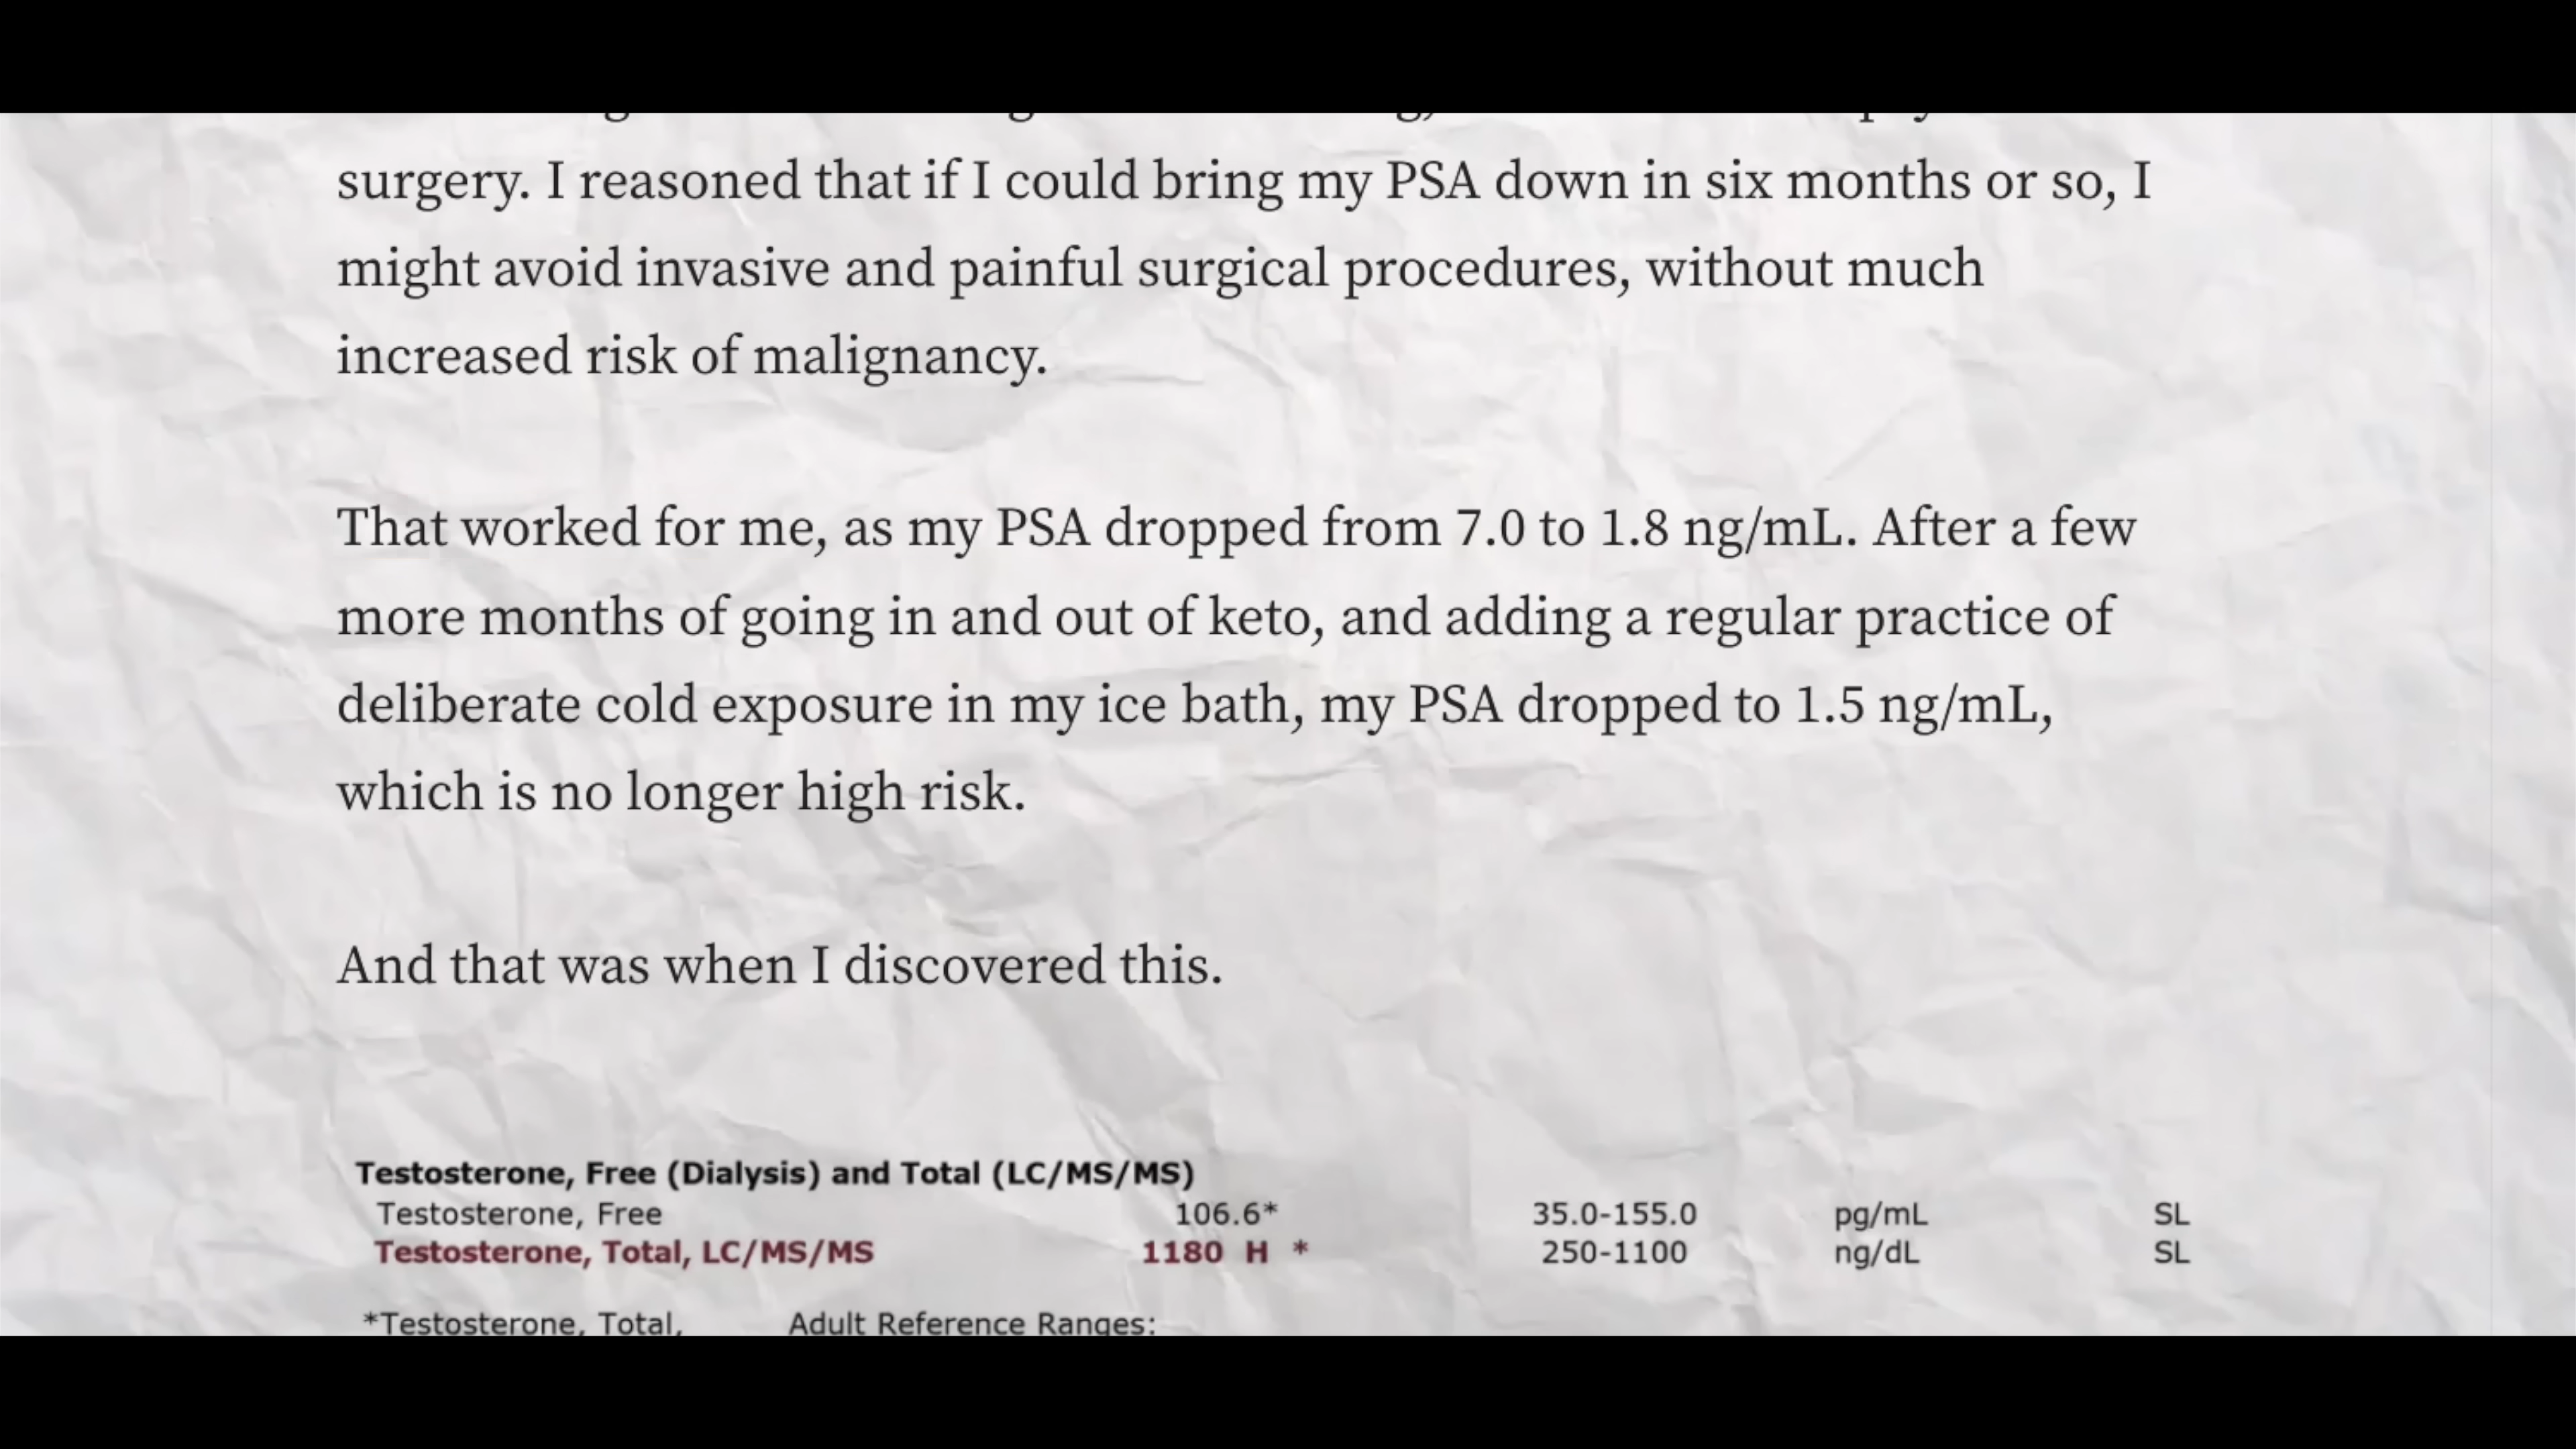 surgery. I reasoned that if I could bring my PSA down in six months or so, I
might avoid invasive and painful surgical procedures, without much
increased risk of malignancy.
That worked for me, as my PSA dropped from 7.0 to 1.8 ng/mL. After a few
more months of going in and out of keto, and adding a regular practice of
deliberate cold exposure in my ice bath, my PSA dropped to 1.5 ng/mL,
which is no longer high risk.
And that was when I discovered this.
Testosterone, Free (Dialysis) and Total (LC/MS/MS)
Testosterone, Free 106.6* 35.0-155.0 pg/mL SL
Testosterone, Total, LC/MS/MS 1180 H * 250-1100 ng/dL SL
*Testosterone, Total, Adult Reference Ranges: